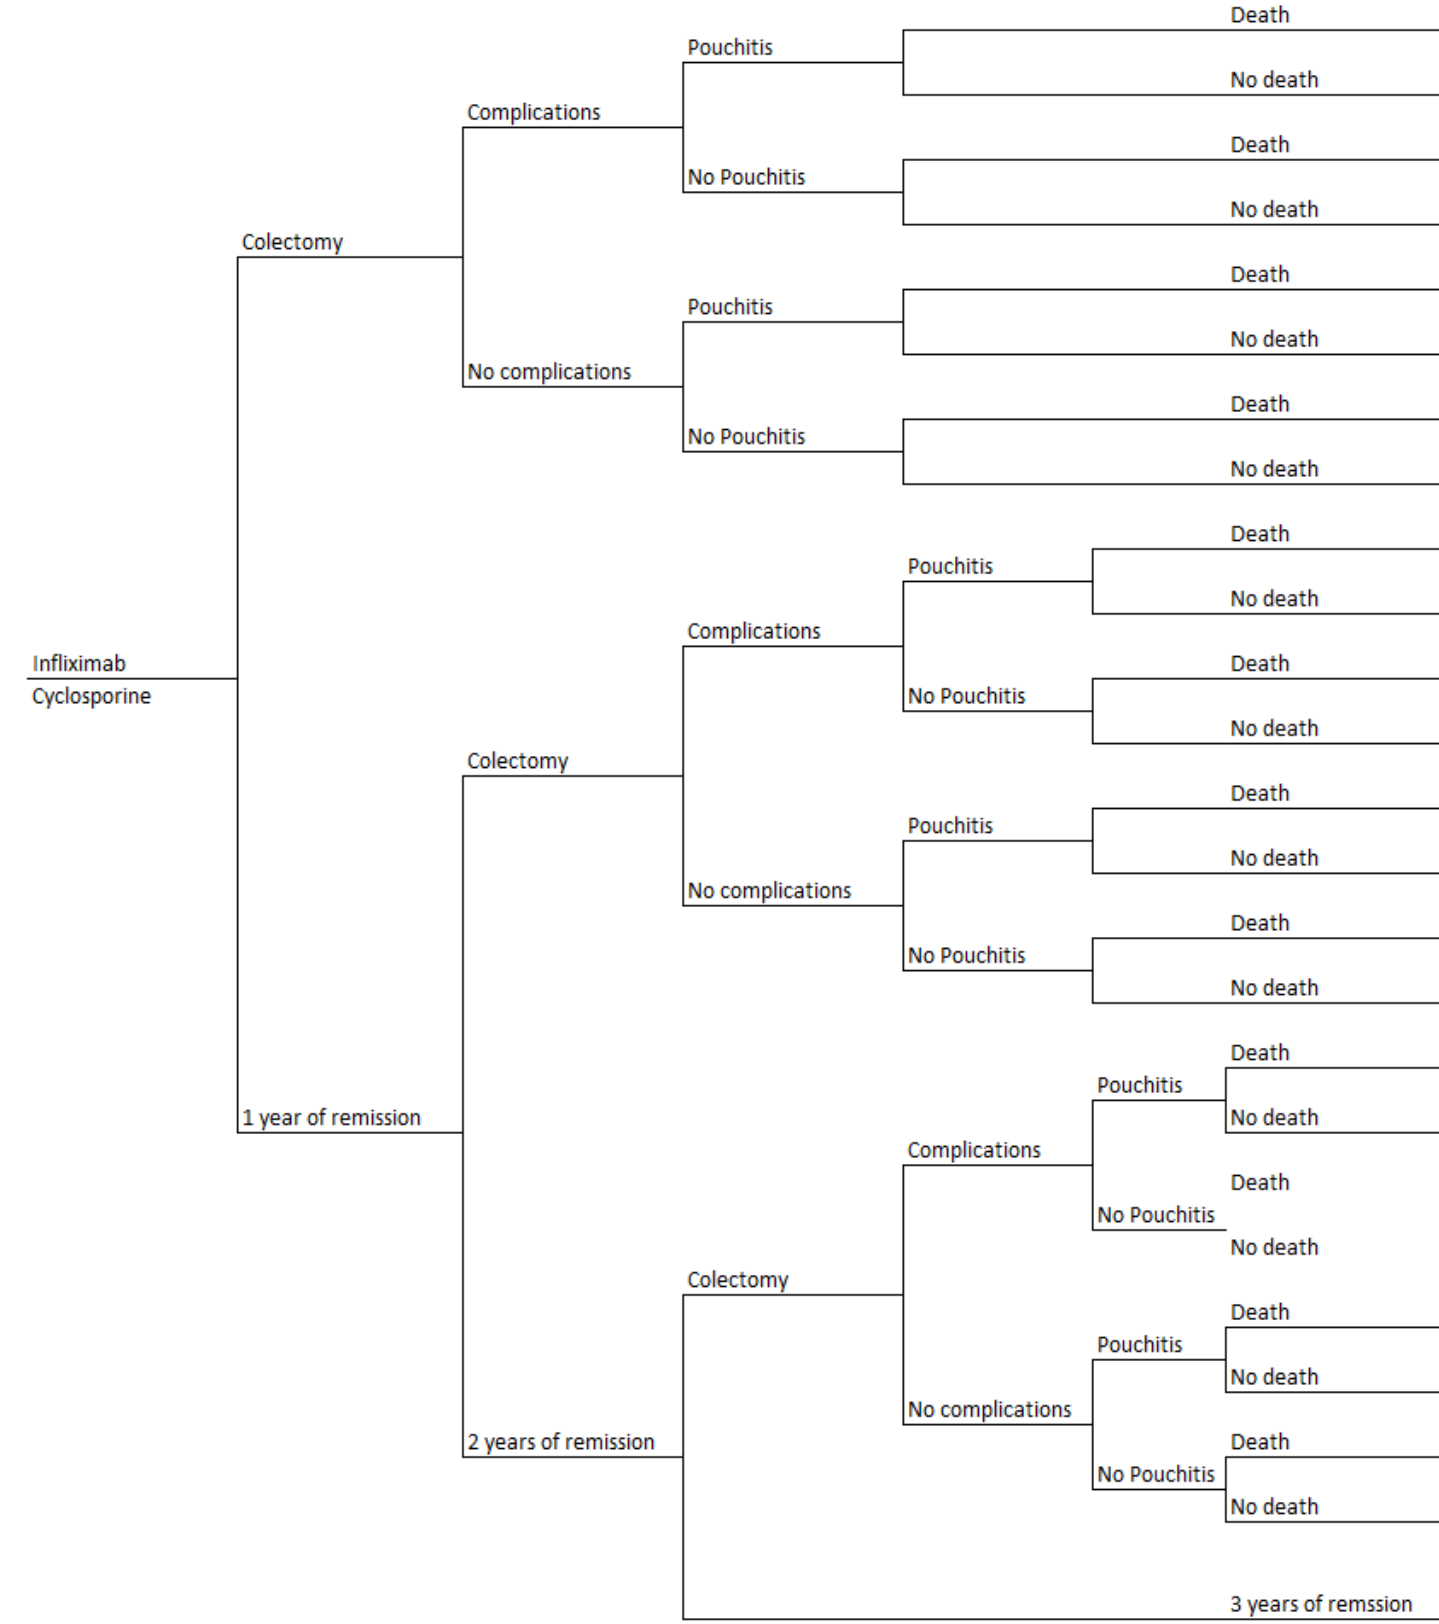 Death
Pouchitis
No death
Complications
Death
No Pouchitis
No death
Colectomy
Death
Pouchitis
No death
No complications
Death
No Pouchitis
No death
Death
Pouchitis
No death
Complications
Infliximab
Death
Cyclosporine
No Pouchitis
No death
Colectomy
Death
Pouchitis
No death
No complications
Death
No Pouchitis
No death
Death
Pouchitis
1 year of remission
No death
Complications
Death
No Pouchitis
No death
Colectomy
Death
Pouchitis
No death
No complications
2 years of remission
Death
No Pouchitis
No death
3 years of remssion